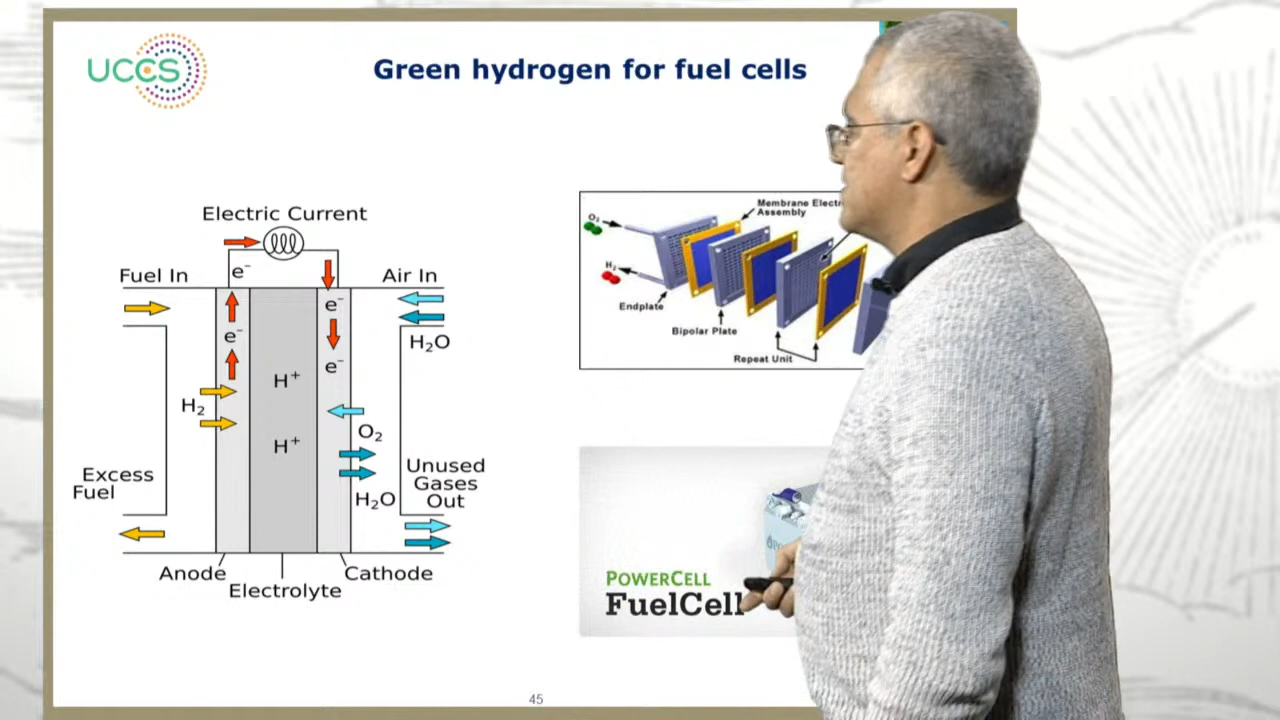 UCCS
Green hydrogen for fuel cells
Electric Current
e⁻
Fuel In
Air In
e⁻
e⁻
H₂O
e⁻
H⁺
H₂
O₂
H⁺
Excess
Fuel
Unused
Gases
Out
H₂O
Anode
Cathode
Electrolyte
Membrane
Assembly
O₂
H₂
Endplate
Bipolar Plate
Repeat Unit
POWERCELL
FuelCell
45